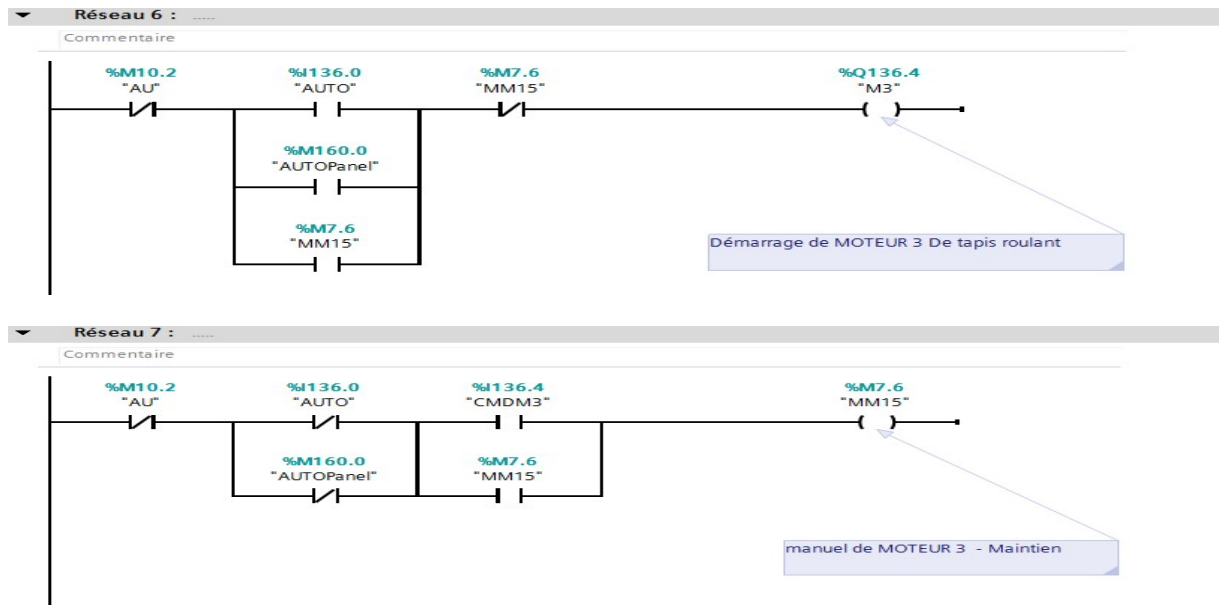 Réseau 6 : .....
Commentaire
%M10.2 %I136.0 %M7.6 %Q136.4
"AU" "AUTO" "MM15" "M3"
%M160.0
"AUTOPanel"
%M7.6
"MM15"
Démarrage de MOTEUR 3 De tapis roulant
Réseau 7 : .....
Commentaire
%M10.2 %I136.0 %I136.4 %M7.6
"AU" "AUTO" "CMDM3" "MM15"
%M160.0 %M7.6
"AUTOPanel" "MM15"
manuel de MOTEUR 3 - Maintien